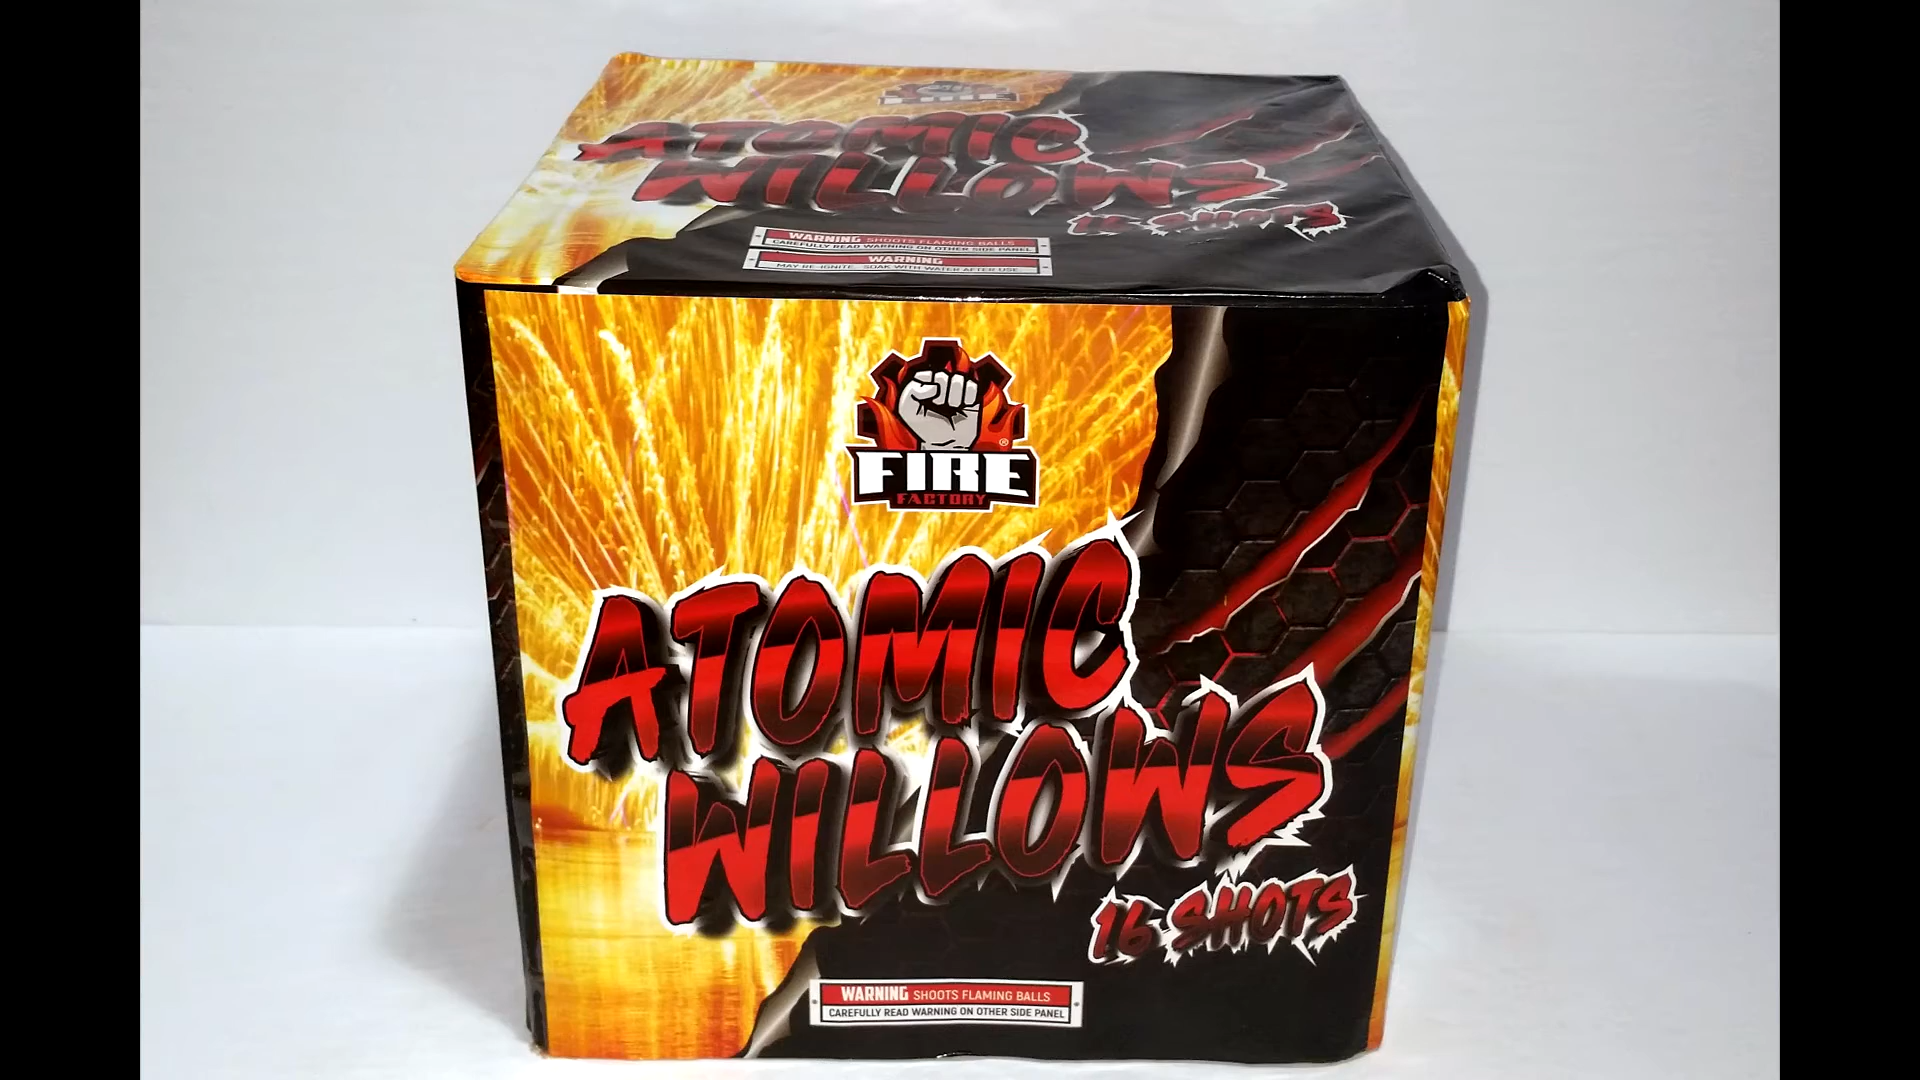 FIRE
ATOMIC
WILLOWS
16 SHOTS
WARNING SHOOTS FLAMING BALLS
CAREFULLY READ WARNING ON OTHER SIDE PANEL
WARNING
MAY RE-IGNITE. SOAK WITH WATER AFTER USE.
®
FIRE
FACTORY
ATOMIC
WILLOWS
16 SHOTS
WARNING SHOOTS FLAMING BALLS
CAREFULLY READ WARNING ON OTHER SIDE PANEL